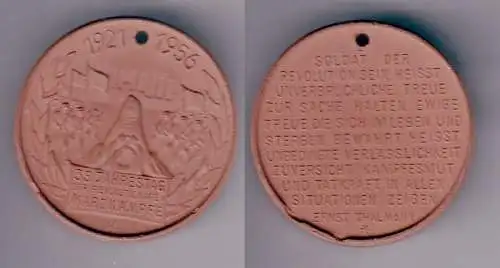 1921 1956
35. JAHRESTAG
DER
MÄRZKÄMPFE
SOLDAT DER
REVOLUTION SEIN HEISST
UNVERBRÜCHLICHE TREUE
ZUR SACHE HALTEN EWIGE
TREUE DIE SICH IM LEBEN UND
STERBEN BEWÄHRT HEISST
UNBEDINGTE VERLÄSSLICHKEIT
ZUVERSICHT KAMPFESMUT
UND TATKRAFT IN ALLEN
SITUATIONEN ZEIGEN
ERNST THÄLMANN